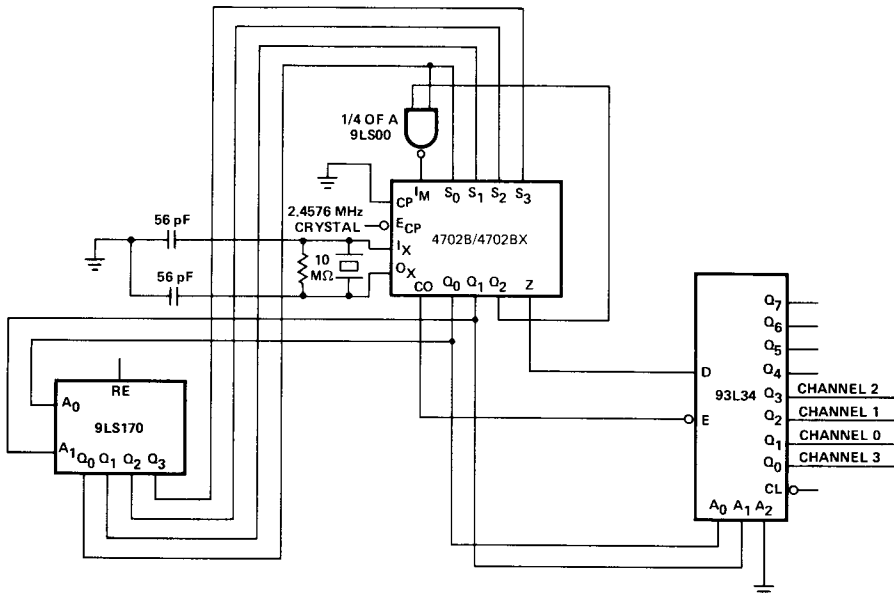 1/4 OF A
9LS00
CP
I_M
S_0
S_1
S_2
S_3
2.4576 MHz
CRYSTAL
E_CP
4702B/4702BX
I_X
O_X
56 pF
56 pF
10
MΩ
CO
Q_0
Q_1
Q_2
Z
RE
A_0
9LS170
A_1
Q_0
Q_1
Q_2
Q_3
D
93L34
E
Q_7
Q_6
Q_5
Q_4
Q_3
CHANNEL 2
Q_2
CHANNEL 1
Q_1
CHANNEL 0
Q_0
CHANNEL 3
CL
A_0
A_1
A_2